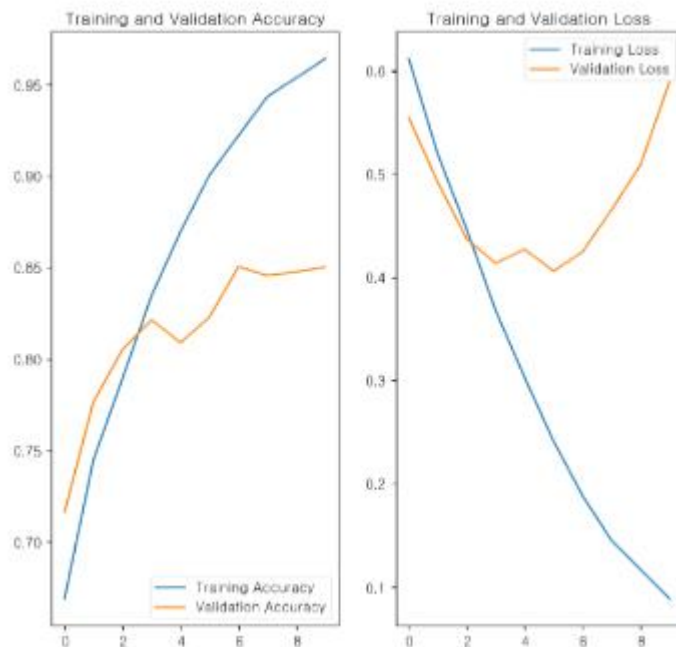 Training and Validation Accuracy
0.95
0.90
0.85
0.80
0.75
0.70
Training Accuracy
Validation Accuracy
0 2 4 6 8
Training and Validation Loss
Training Loss
Validation Loss
0.6
0.5
0.4
0.3
0.2
0.1
0 2 4 6 8